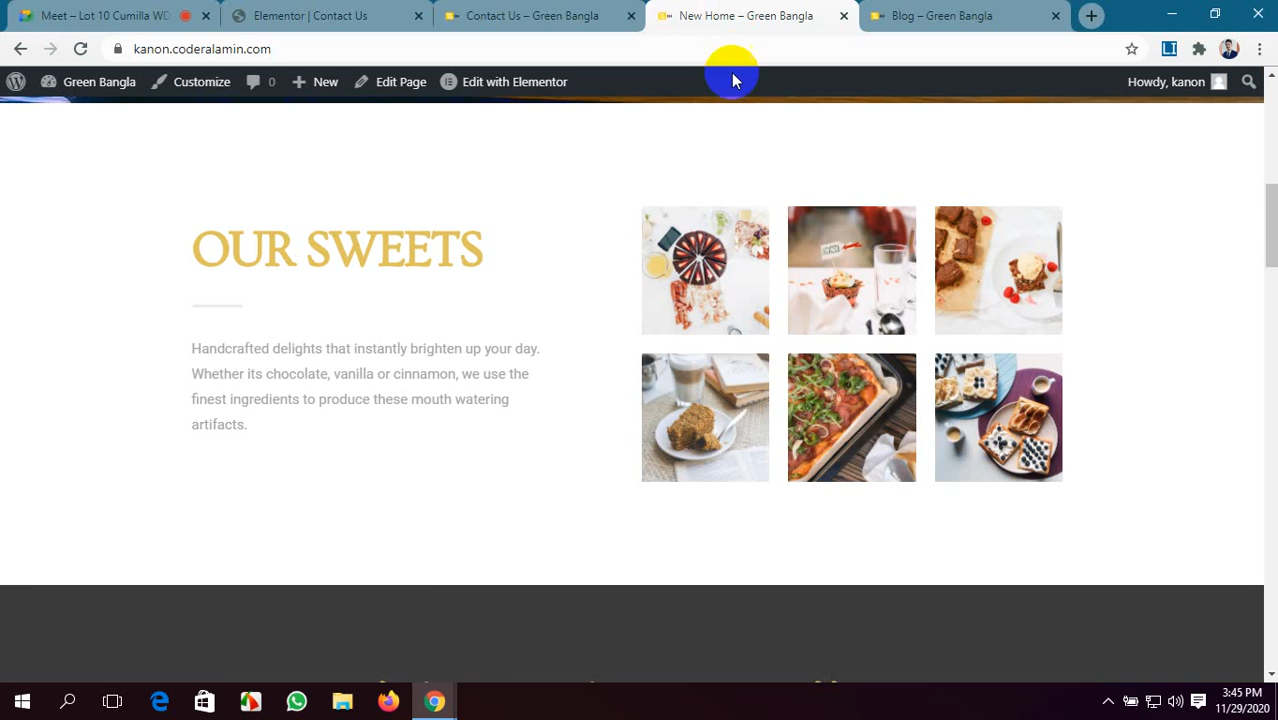 Meet – Lot 10 Cumilla WD
Elementor | Contact Us
Contact Us – Green Bangla
New Home – Green Bangla
Blog – Green Bangla
kanon.coderalamin.com
Green Bangla
Customize
0
New
Edit Page
Edit with Elementor
Howdy, kanon
OUR SWEETS
Handcrafted delights that instantly brighten up your day.
Whether its chocolate, vanilla or cinnamon, we use the
finest ingredients to produce these mouth watering
artifacts.
3:45 PM
11/29/2020